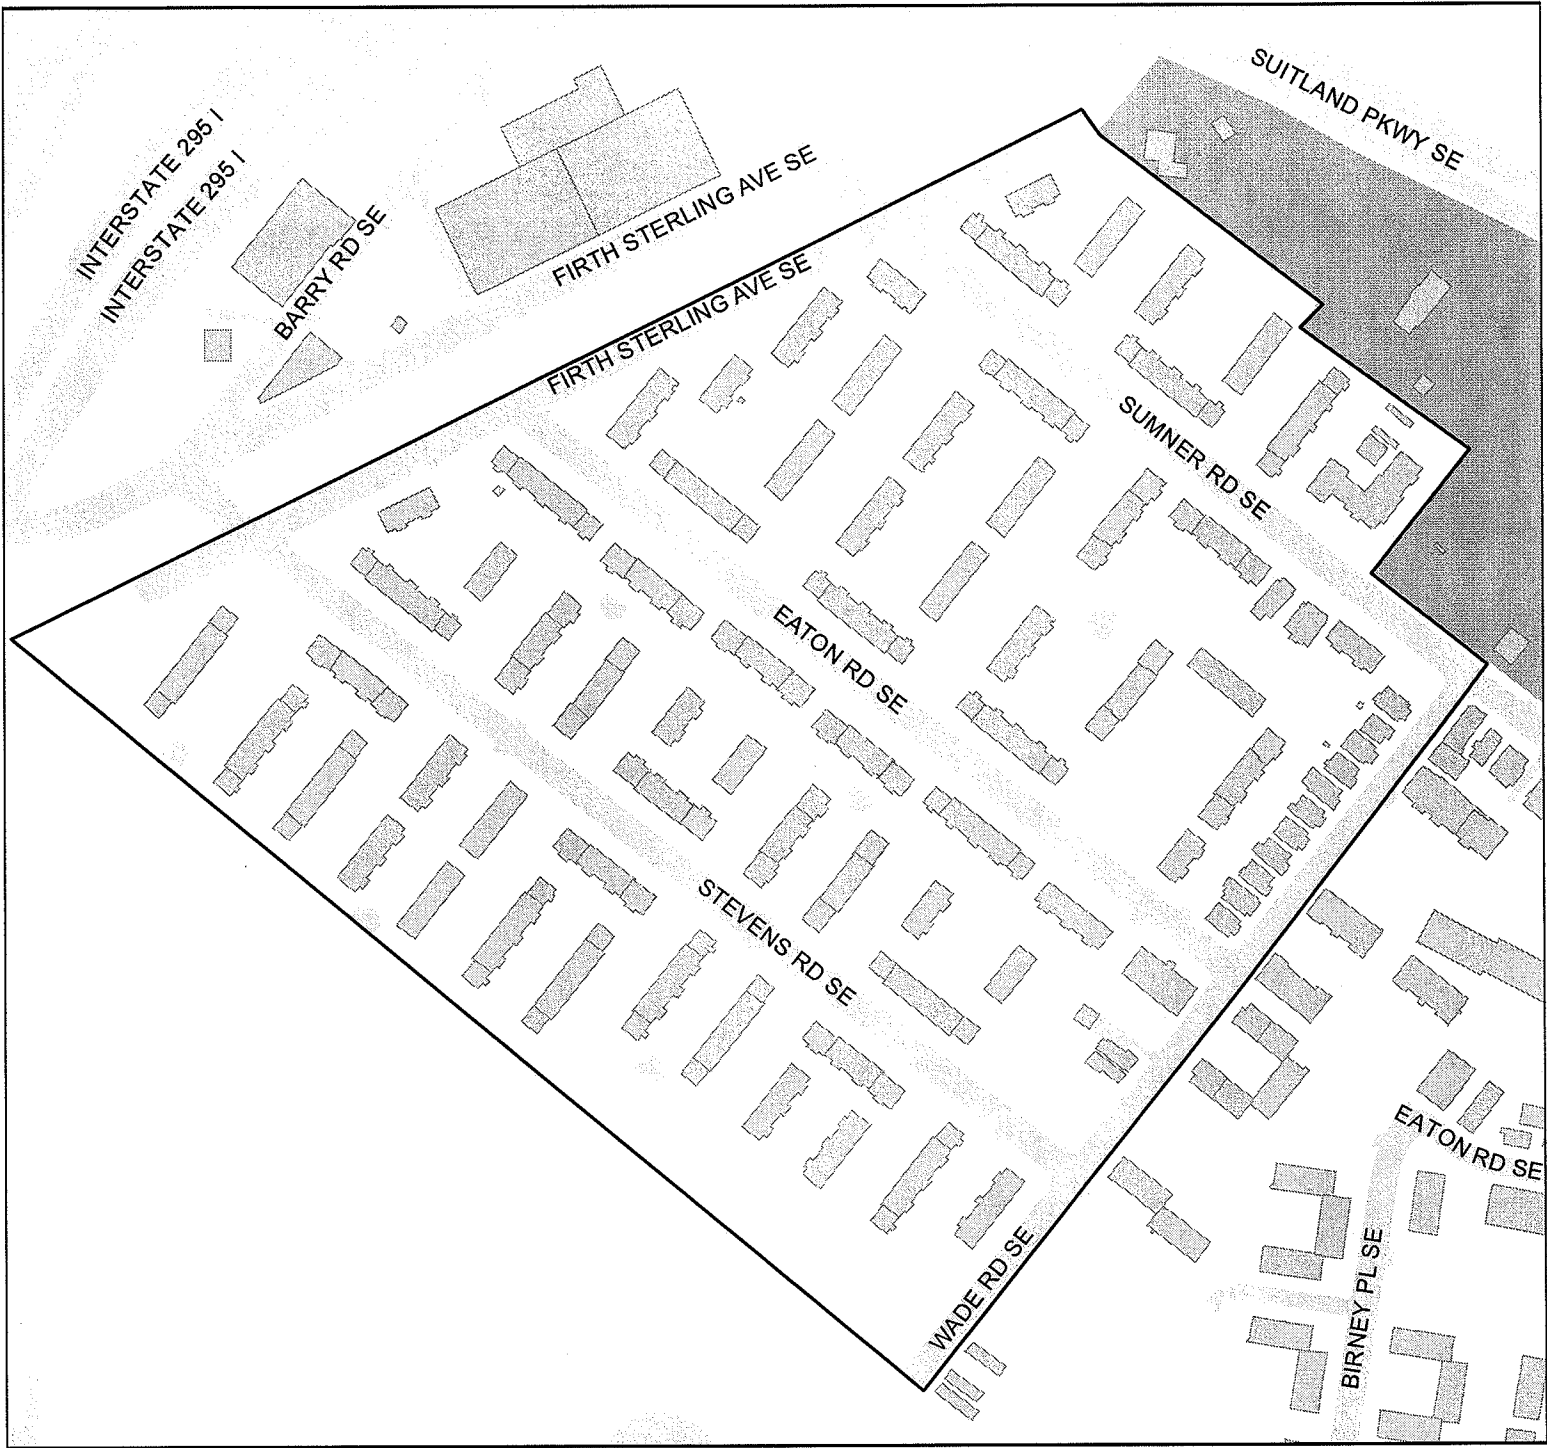 SUITLAND PKWY SE
INTERSTATE 295 I
INTERSTATE 295 I
BARRY RD SE
FIRTH STERLING AVE SE
FIRTH STERLING AVE SE
SUMNER RD SE
EATON RD SE
STEVENS RD SE
EATON RD SE
WADE RD SE
BIRNEY PL SE